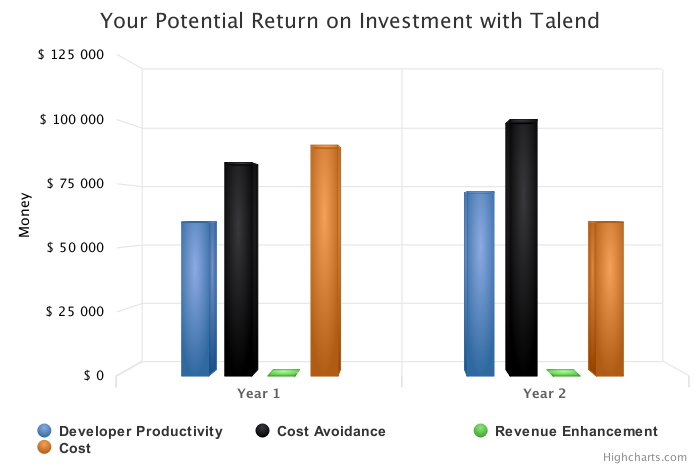 Your Potential Return on Investment with Talend
$ 125 000
$ 100 000
$ 75 000
$ 50 000
$ 25 000
$ 0
Money
Year 1
Year 2
Developer Productivity
Cost Avoidance
Revenue Enhancement
Cost
Highcharts.com